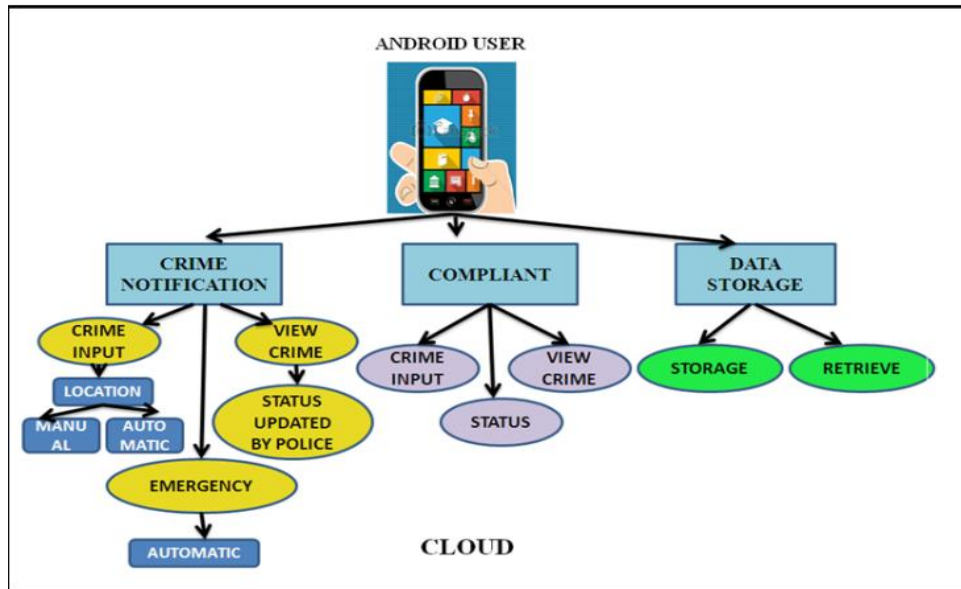 ANDROID USER
CRIME
NOTIFICATION
COMPLIANT
DATA
STORAGE
CRIME
INPUT
VIEW
CRIME
CRIME
INPUT
VIEW
CRIME
STORAGE
RETRIEVE
LOCATION
MANU
AL
AUTO
MATIC
STATUS
UPDATED
BY POLICE
STATUS
EMERGENCY
AUTOMATIC
CLOUD